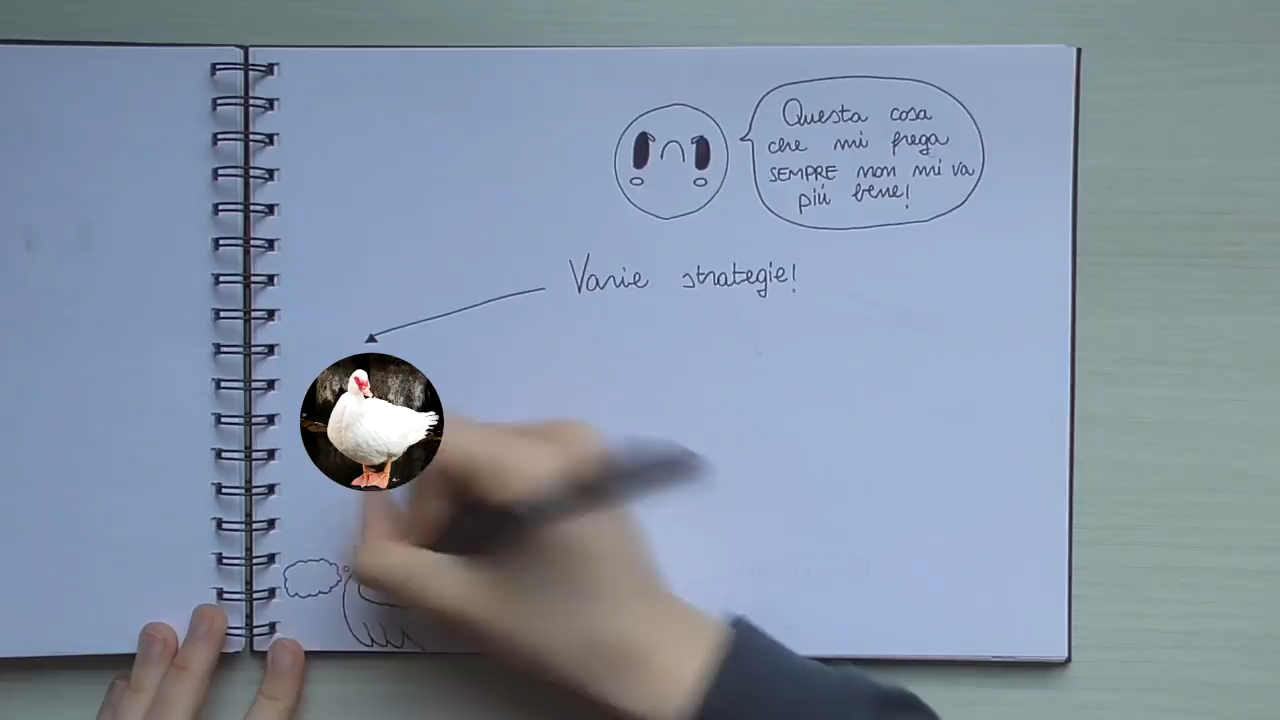 Questa cosa
che mi frega
SEMPRE non mi va
più bene!
Varie strategie!